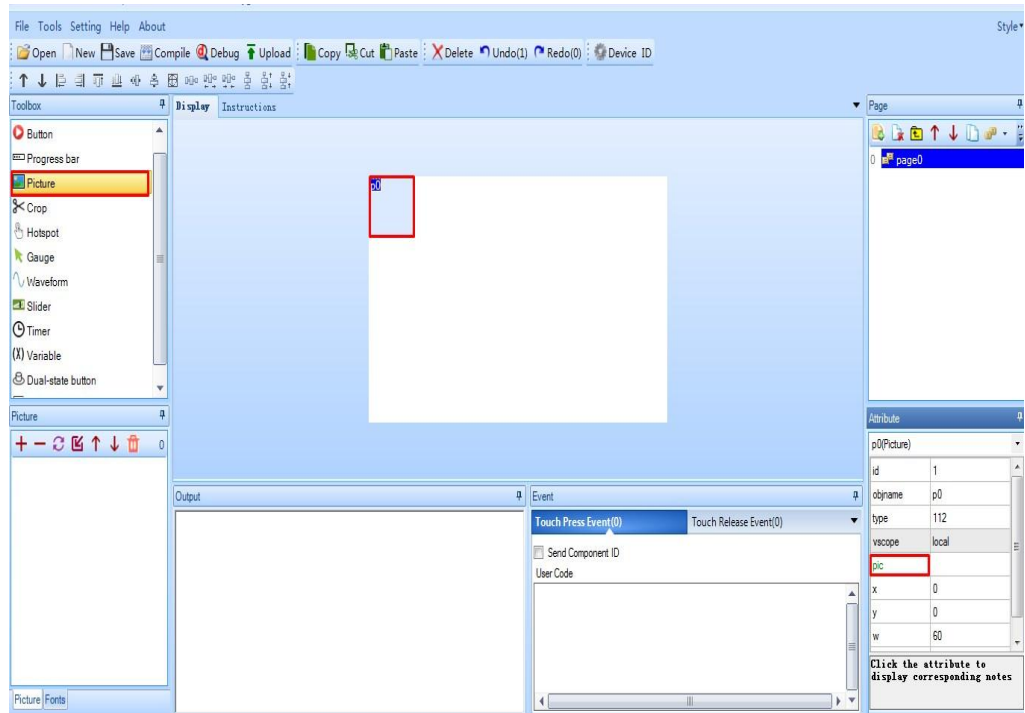 File Tools Setting Help About Style
Open New Save Compile Debug Upload Copy Cut Paste Delete Undo(1) Redo(0) Device ID
Toolbox
Button
Progress bar
Picture
Crop
Hotspot
Gauge
Waveform
Slider
Timer
(X) Variable
Dual-state button
Picture
0
Picture Fonts
Display Instructions
p0
Output
Event
Touch Press Event(0) Touch Release Event(0)
Send Component ID
User Code
Page
0 page0
Attribute
p0(Picture)
id 1
objname p0
type 112
vscope local
pic
x 0
y 0
w 60
Click the attribute to
display corresponding notes